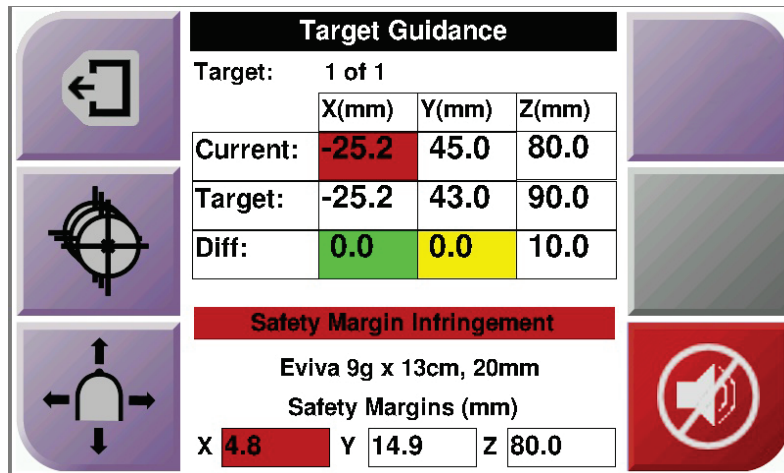 Target Guidance
Target: 1 of 1
X(mm) Y(mm) Z(mm)
Current: -25.2 45.0 80.0
Target: -25.2 43.0 90.0
Diff: 0.0 0.0 10.0
Safety Margin Infringement
Eviva 9g x 13cm, 20mm
Safety Margins (mm)
X 4.8 Y 14.9 Z 80.0